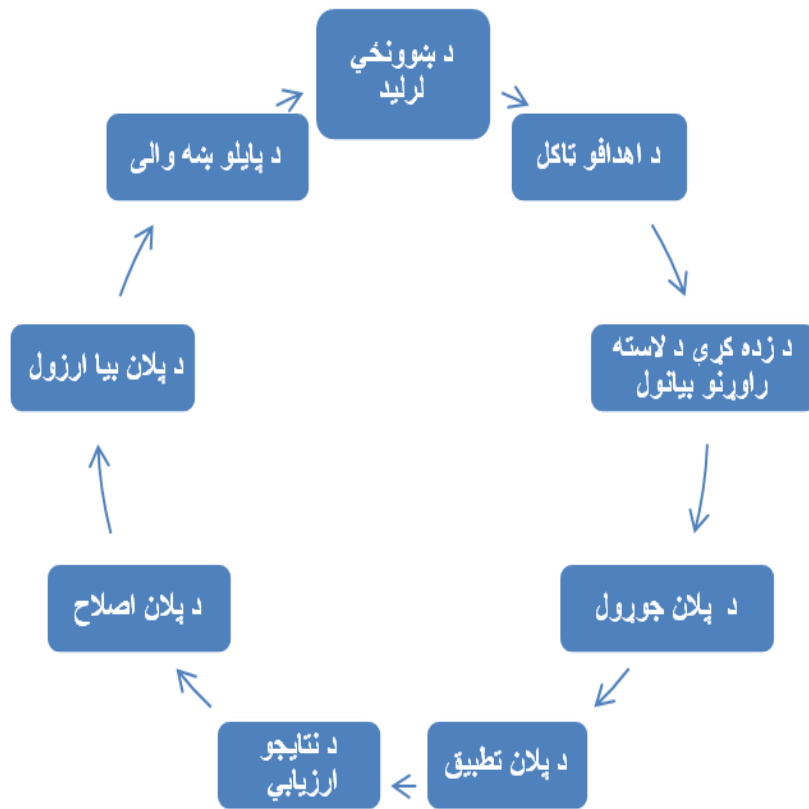 د ښوونځي
لرلید
د اهدافو ټاکل
د زده کړې د لاسته
راوړنو بیانول
د پلان جوړول
د پلان تطبیق
د نتایجو
ارزیابي
د پلان اصلاح
د پلان بیا ارزول
د پایلو ښه والی